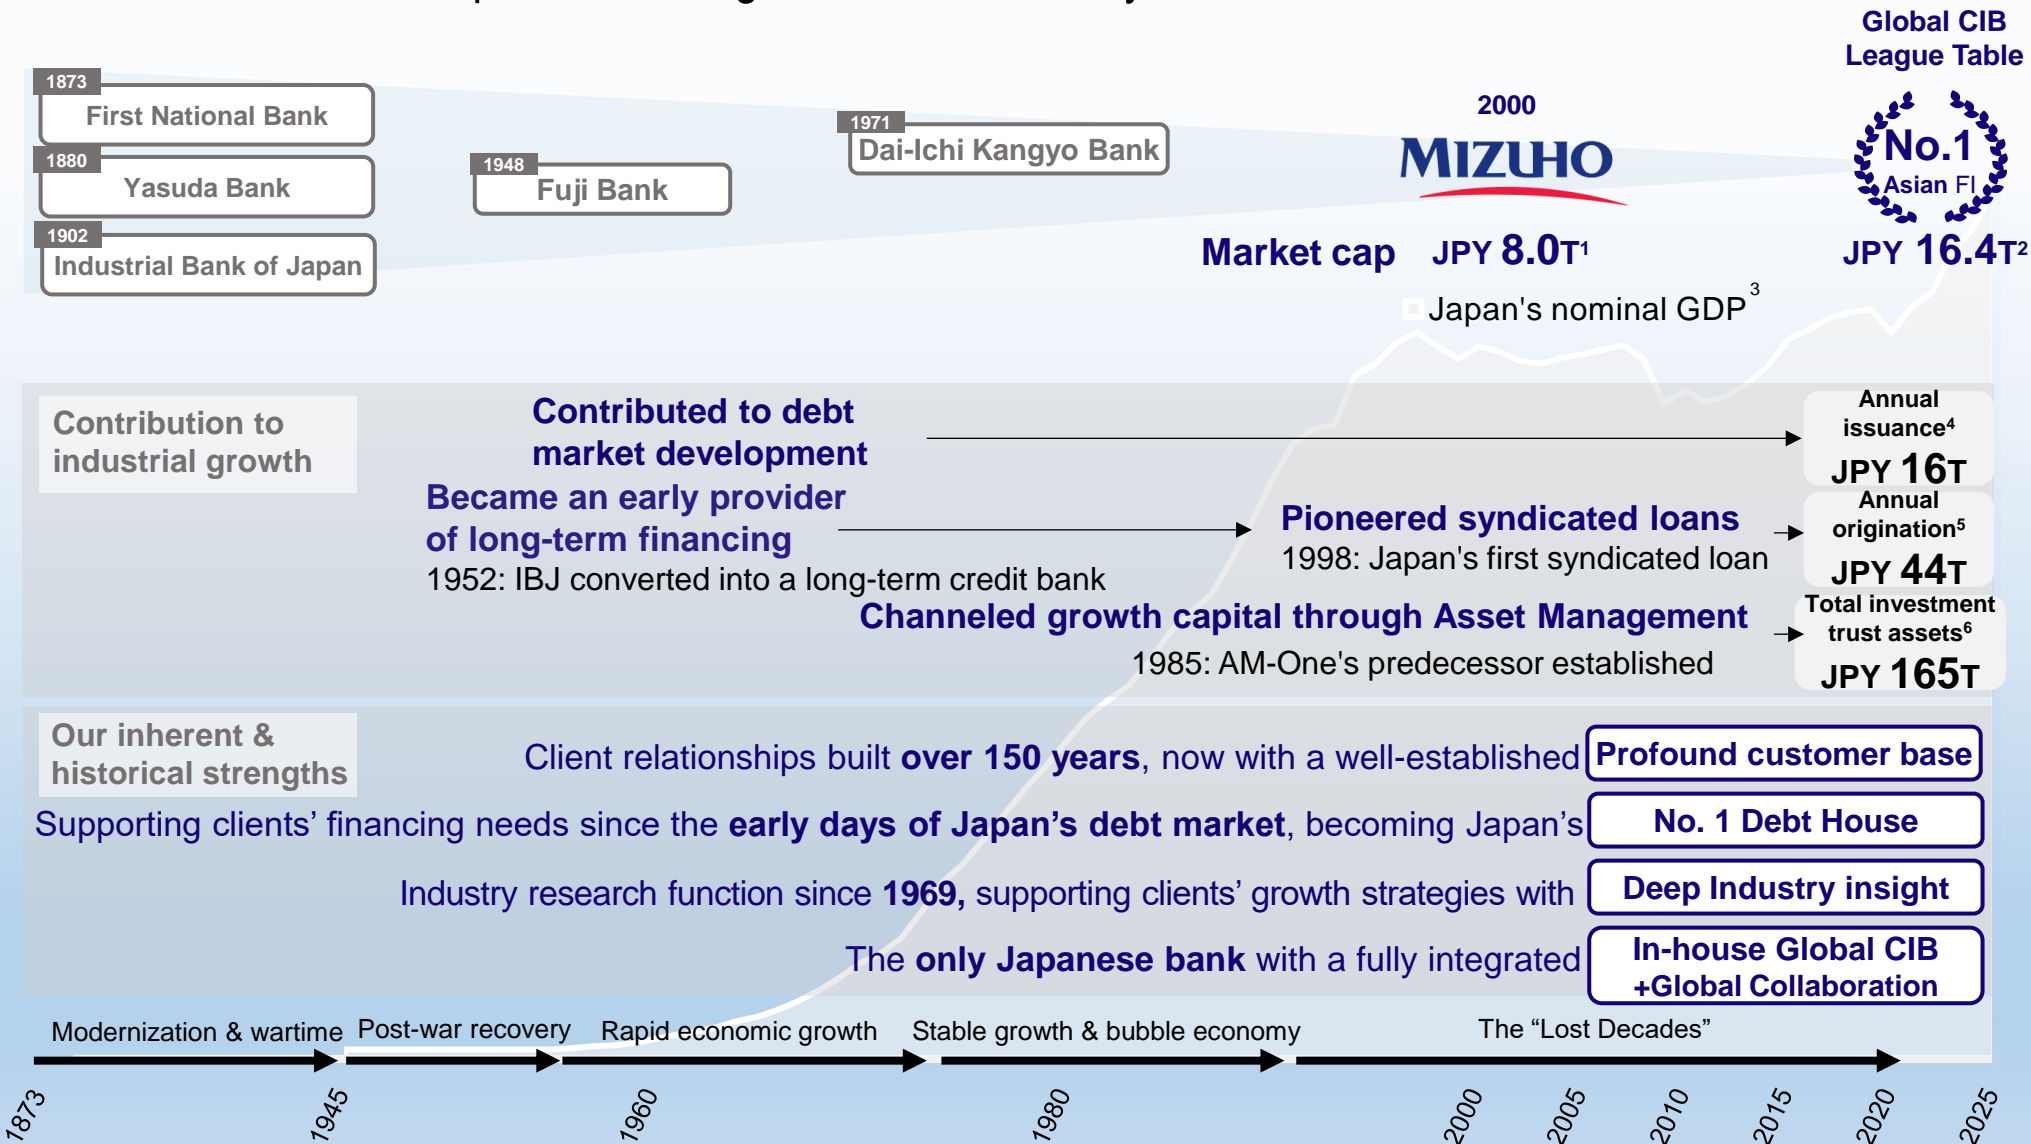 Global CIB
League Table
1873
First National Bank
1880
Yasuda Bank
1902
Industrial Bank of Japan
1948
Fuji Bank
1971
Dai-Ichi Kangyo Bank
2000
MIZUHO
No.1
Asian FI
Market cap JPY 8.0T¹
JPY 16.4T²
Japan's nominal GDP³
Contribution to
industrial growth
Contributed to debt
market development
Annual
issuance⁴
JPY 16T
Became an early provider
of long-term financing
1952: IBJ converted into a long-term credit bank
Pioneered syndicated loans
1998: Japan's first syndicated loan
Annual
origination⁵
JPY 44T
Channeled growth capital through Asset Management
1985: AM-One's predecessor established
Total investment
trust assets⁶
JPY 165T
Our inherent &
historical strengths
Client relationships built over 150 years, now with a well-established Profound customer base
Supporting clients’ financing needs since the early days of Japan’s debt market, becoming Japan’s No. 1 Debt House
Industry research function since 1969, supporting clients’ growth strategies with Deep Industry insight
The only Japanese bank with a fully integrated In-house Global CIB
+Global Collaboration
Modernization & wartime
Post-war recovery
Rapid economic growth
Stable growth & bubble economy
The “Lost Decades”
1873
1945
1960
1980
2000
2005
2010
2015
2020
2025